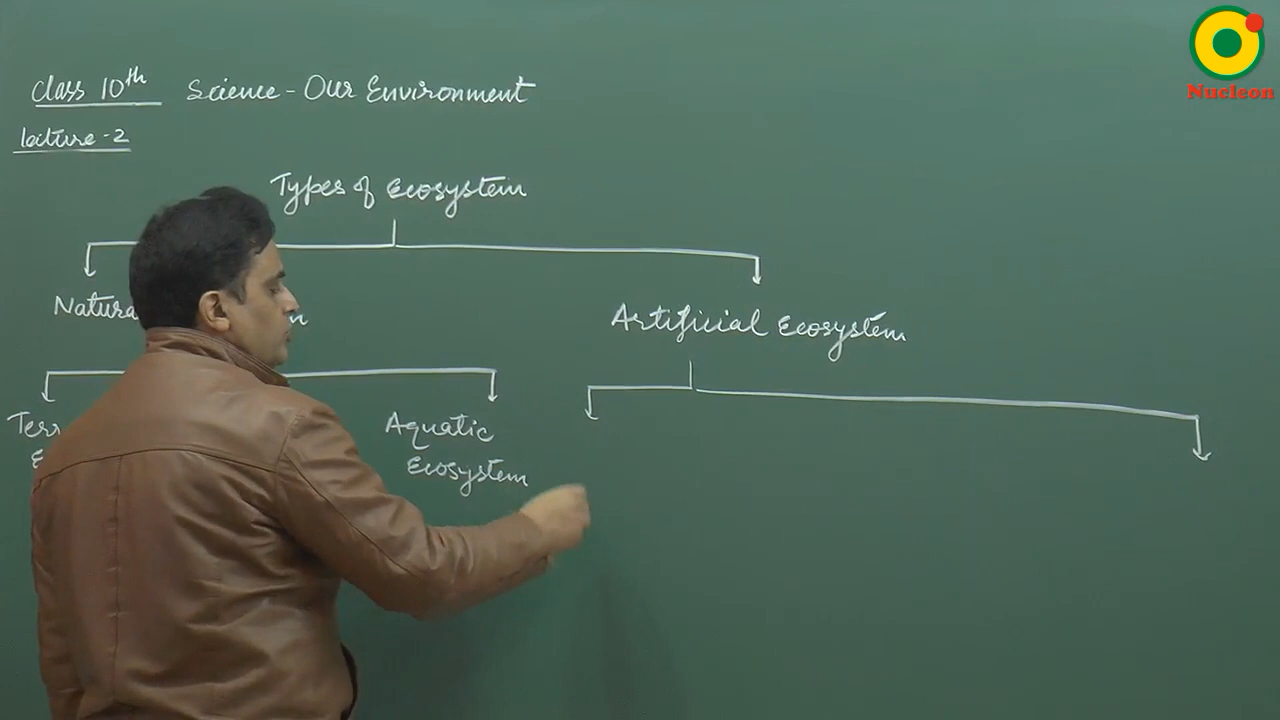 Class 10th Science - Our Environment
Lecture - 2
Types of Ecosystem
Artificial Ecosystem
Aquatic
Ecosystem
Nucleon